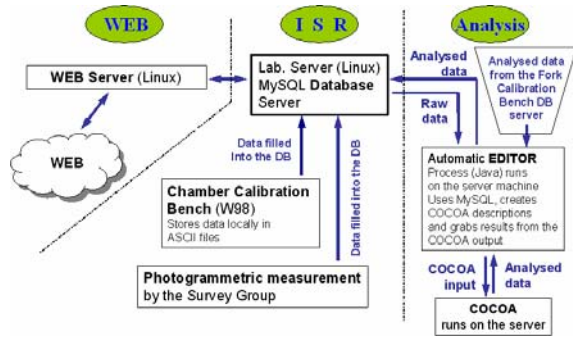 WEB
I S R
Analysis
WEB Server (Linux)
WEB
Lab. Server (Linux)
MySQL Database
Server
Data filled
Into the DB
Data filled into the DB
Chamber Calibration
Bench (W98)
Stores data locally in
ASCII files
Photogrammetric measurement
by the Survey Group
Analysed
data
Raw
data
Analysed data
from the Fork
Calibration
Bench DB
server
Automatic EDITOR
Process (Java) runs
on the server machine
Uses MySQL, creates
COCOA descriptions
and grabs results from the
COCOA output
COCOA
input
Analysed
data
COCOA
runs on the server